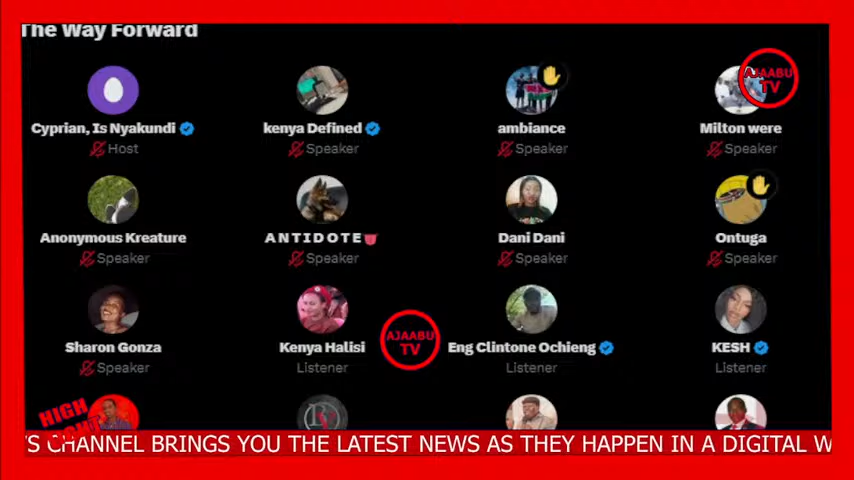 The Way Forward
AJAABU
TV
Cyprian, Is Nyakundi
kenya Defined
ambiance
Milton were
Host
Speaker
Speaker
Speaker
Anonymous Kreature
ANTIDOTE
Dani Dani
Ontuga
Speaker
Speaker
Speaker
Speaker
AJAABU
TV
Sharon Gonza
Kenya Halisi
Eng Clintone Ochieng
KESH
Speaker
Listener
Listener
Listener
HIGH
'S CHANNEL BRINGS YOU THE LATEST NEWS AS THEY HAPPEN IN A DIGITAL W